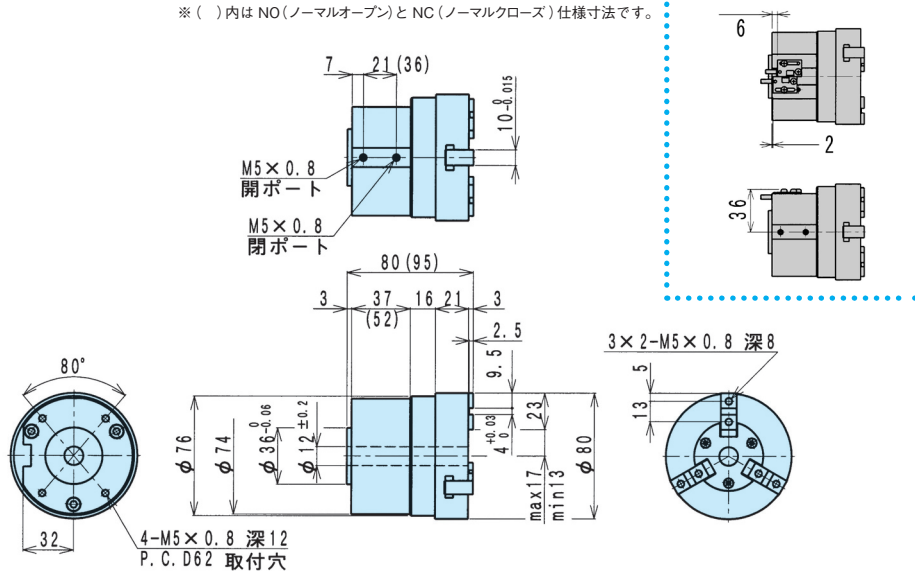 ※（　）内は NO（ノーマルオープン）と NC（ノーマルクローズ）仕様寸法です。
6
2
36
7
21(36)
10 0 -0.015
M5×0.8
開ポート
M5×0.8
閉ポート
80(95)
3
37
(52)
16
21
3
2.5
9.5
23
4 +0.03 0
max17
min13
φ80
φ76
φ74
φ36 0 -0.06
φ12 ±0.2
80°
32
4-M5×0.8 深12
P.C.D62 取付穴
3×2-M5×0.8 深8
5
13